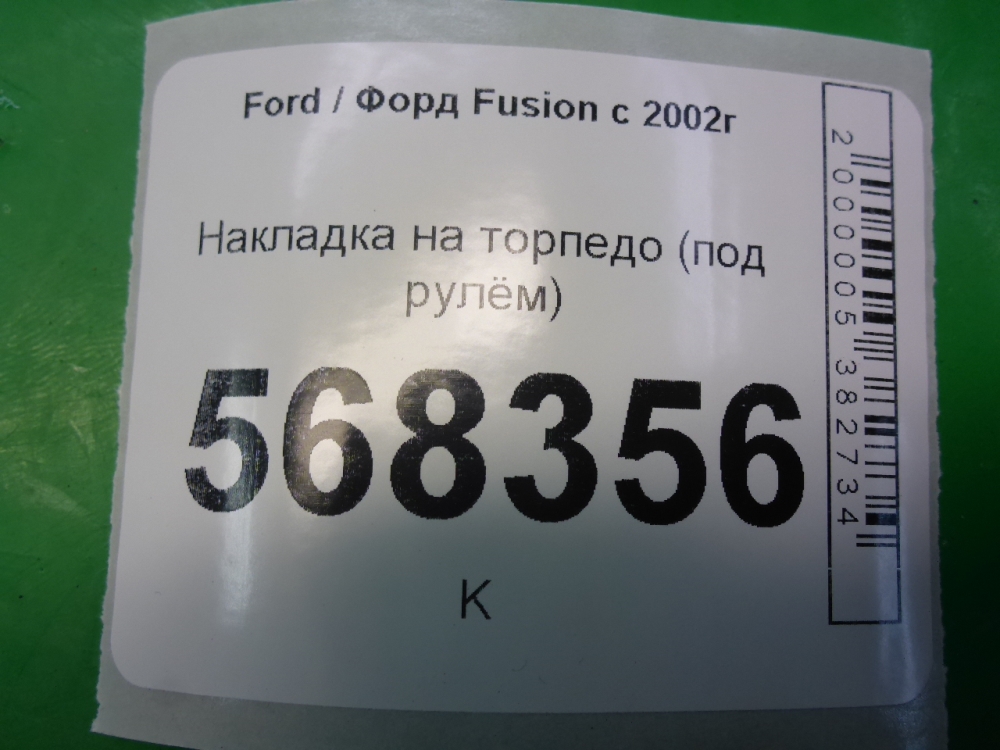 Ford / Форд Fusion с 2002г
Накладка на торпедо (под
рулём)
568356
К
2000005382734